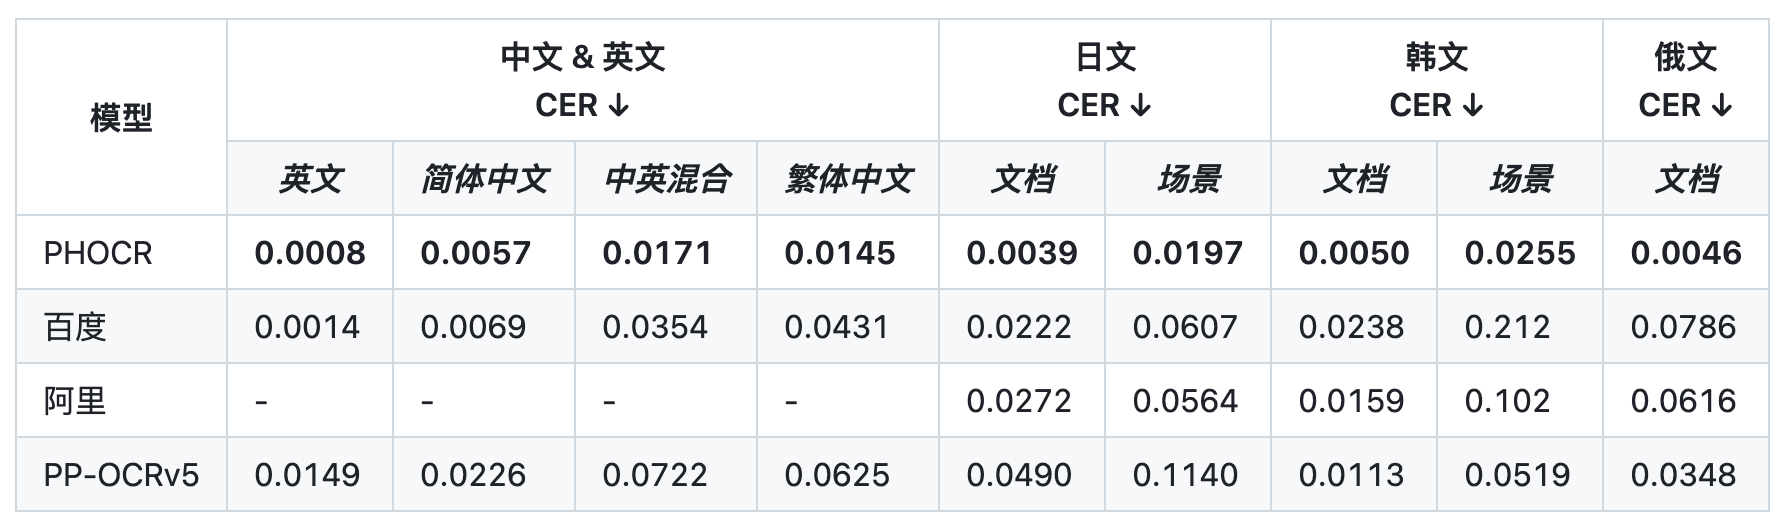 模型 中文 & 英文 CER ↓ 日文 CER ↓ 韩文 CER ↓ 俄文 CER ↓
英文 简体中文 中英混合 繁体中文 文档 场景 文档 场景 文档
PHOCR 0.0008 0.0057 0.0171 0.0145 0.0039 0.0197 0.0050 0.0255 0.0046
百度 0.0014 0.0069 0.0354 0.0431 0.0222 0.0607 0.0238 0.212 0.0786
阿里 - - - - 0.0272 0.0564 0.0159 0.102 0.0616
PP-OCRv5 0.0149 0.0226 0.0722 0.0625 0.0490 0.1140 0.0113 0.0519 0.0348